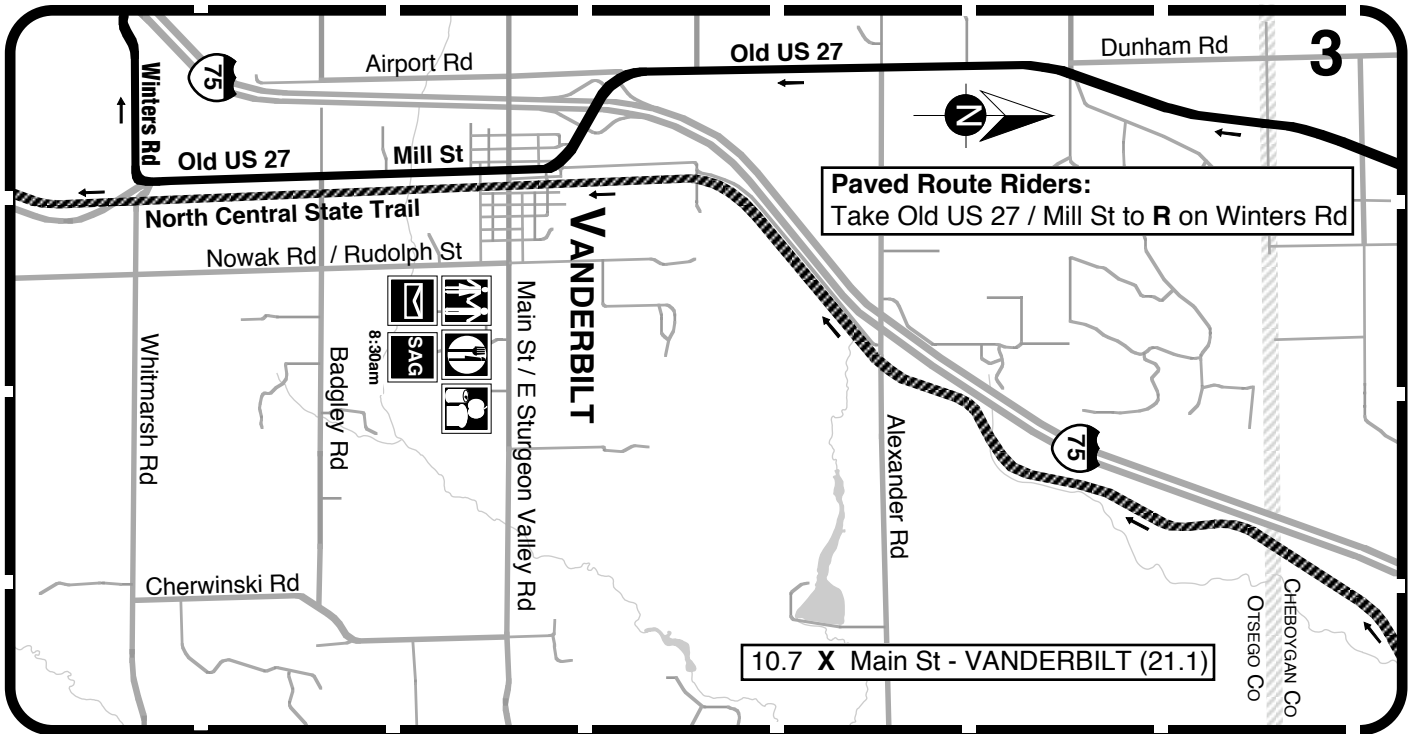 3
Dunham Rd
Old US 27
Airport Rd
75
Winters Rd
N
Mill St
Old US 27
Paved Route Riders:
Take Old US 27 / Mill St to R on Winters Rd
North Central State Trail
Nowak Rd / Rudolph St
VANDERBILT
SAG
8:30am
Main St / E Sturgeon Valley Rd
Whitmarsh Rd
Badgley Rd
Alexander Rd
75
Cherwinski Rd
CHEBOYGAN CO
OTSEGO CO
10.7 X Main St - VANDERBILT (21.1)